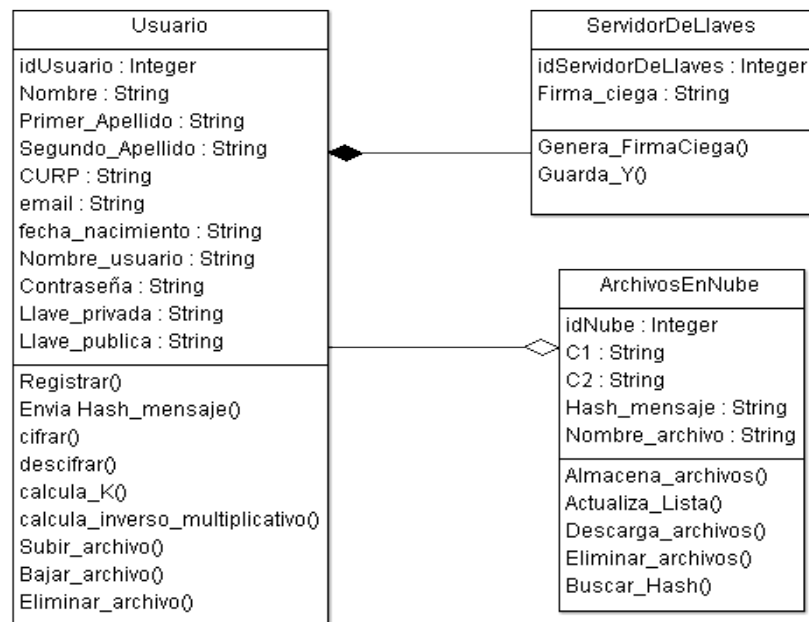 Usuario
idUsuario : Integer
Nombre : String
Primer_Apellido : String
Segundo_Apellido : String
CURP : String
email : String
fecha_nacimiento : String
Nombre_usuario : String
Contraseña : String
Llave_privada : String
Llave_publica : String
Registrar()
Envia Hash_mensaje()
cifrar()
descifrar()
calcula_K()
calcula_inverso_multiplicativo()
Subir_archivo()
Bajar_archivo()
Eliminar_archivo()
ServidorDeLlaves
idServidorDeLlaves : Integer
Firma_ciega : String
Genera_FirmaCiega()
Guarda_Y()
ArchivosEnNube
idNube : Integer
C1 : String
C2 : String
Hash_mensaje : String
Nombre_archivo : String
Almacena_archivos()
Actualiza_Lista()
Descarga_archivos()
Eliminar_archivos()
Buscar_Hash()